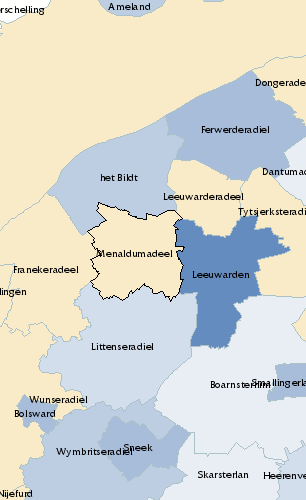 rschelling
Ameland
Dongerade
Ferwerderadiel
Dantumad
het Bildt
Leeuwarderadeel
Tytsjerksteradi
Menaldumadeel
Franekeradeel
Leeuwarden
lingen
Littenseradiel
Boarnsterhim
Smallingerla
Wunseradiel
Bolsward
Wymbritseradiel
Sneek
Skarsterlan
Heerenve
Nijefurd